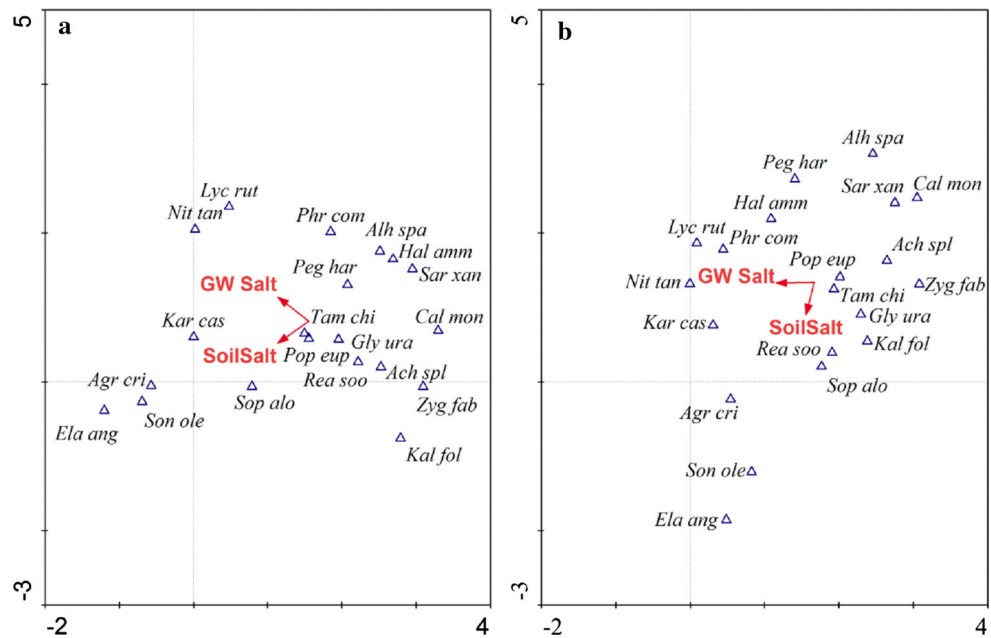 a
5
Lyc rut
Nit tan
Phr com
Alh spa
Hal amm
Peg har
Sar xan
GW Salt
Tam chi
Cal mon
Kar cas
SoilSalt
Pop eup
Gly ura
Rea soo
Ach spl
Agr cri
Sop alo
Zyg fab
Son ole
Ela ang
Kal fol
-3
-2
4
b
5
Alh spa
Peg har
Sar xan
Cal mon
Hal amm
Lyc rut
Phr com
Ach spl
Pop eup
Nit tan
GW Salt
Zyg fab
Tam chi
Gly ura
Kar cas
SoilSalt
Rea soo
Kal fol
Sop alo
Agr cri
Son ole
Ela ang
-3
-2
4